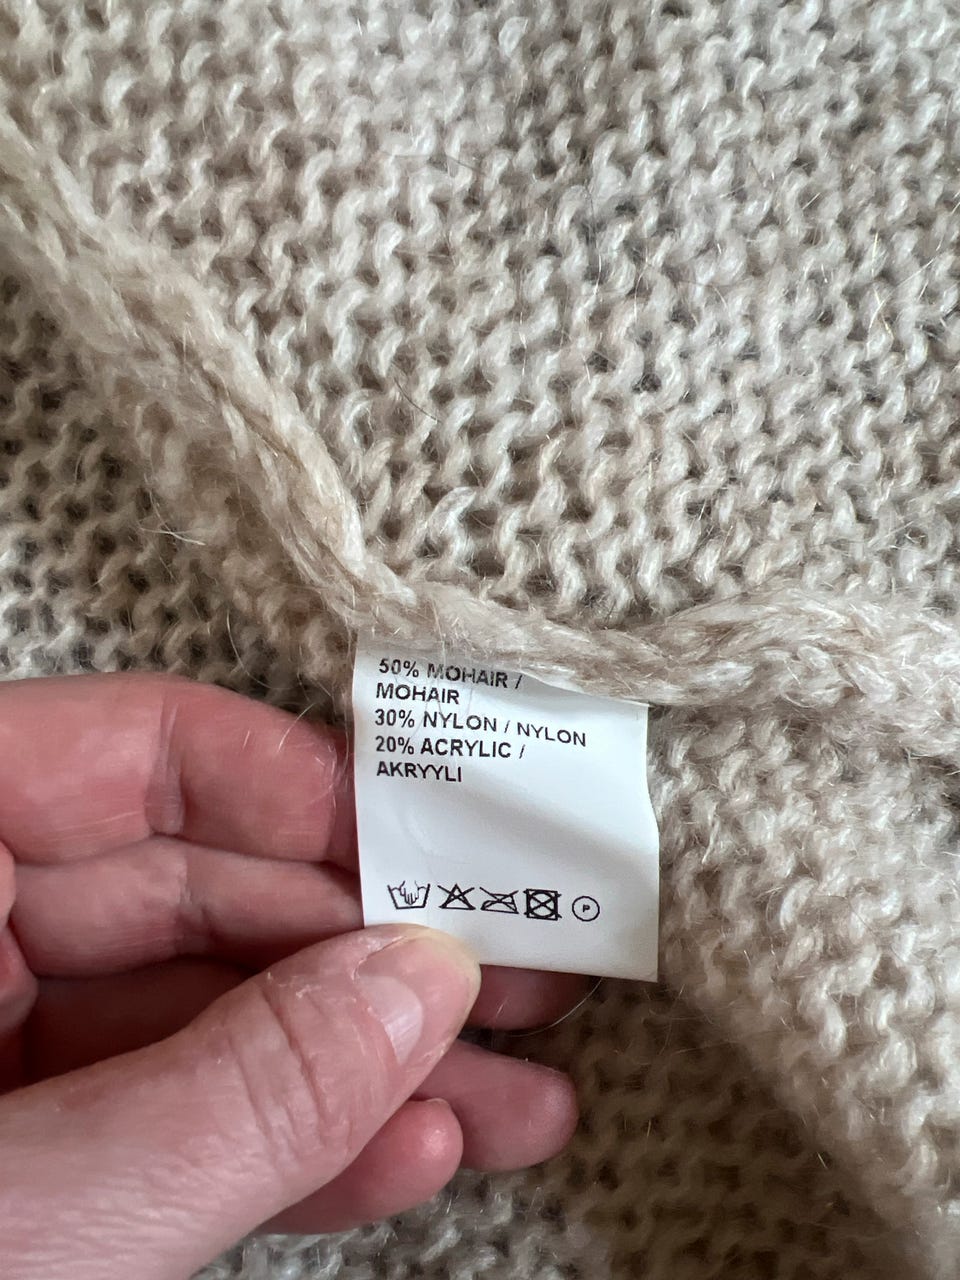 50% MOHAIR /
MOHAIR
30% NYLON / NYLON
20% ACRYLIC /
AKRYYLI
P